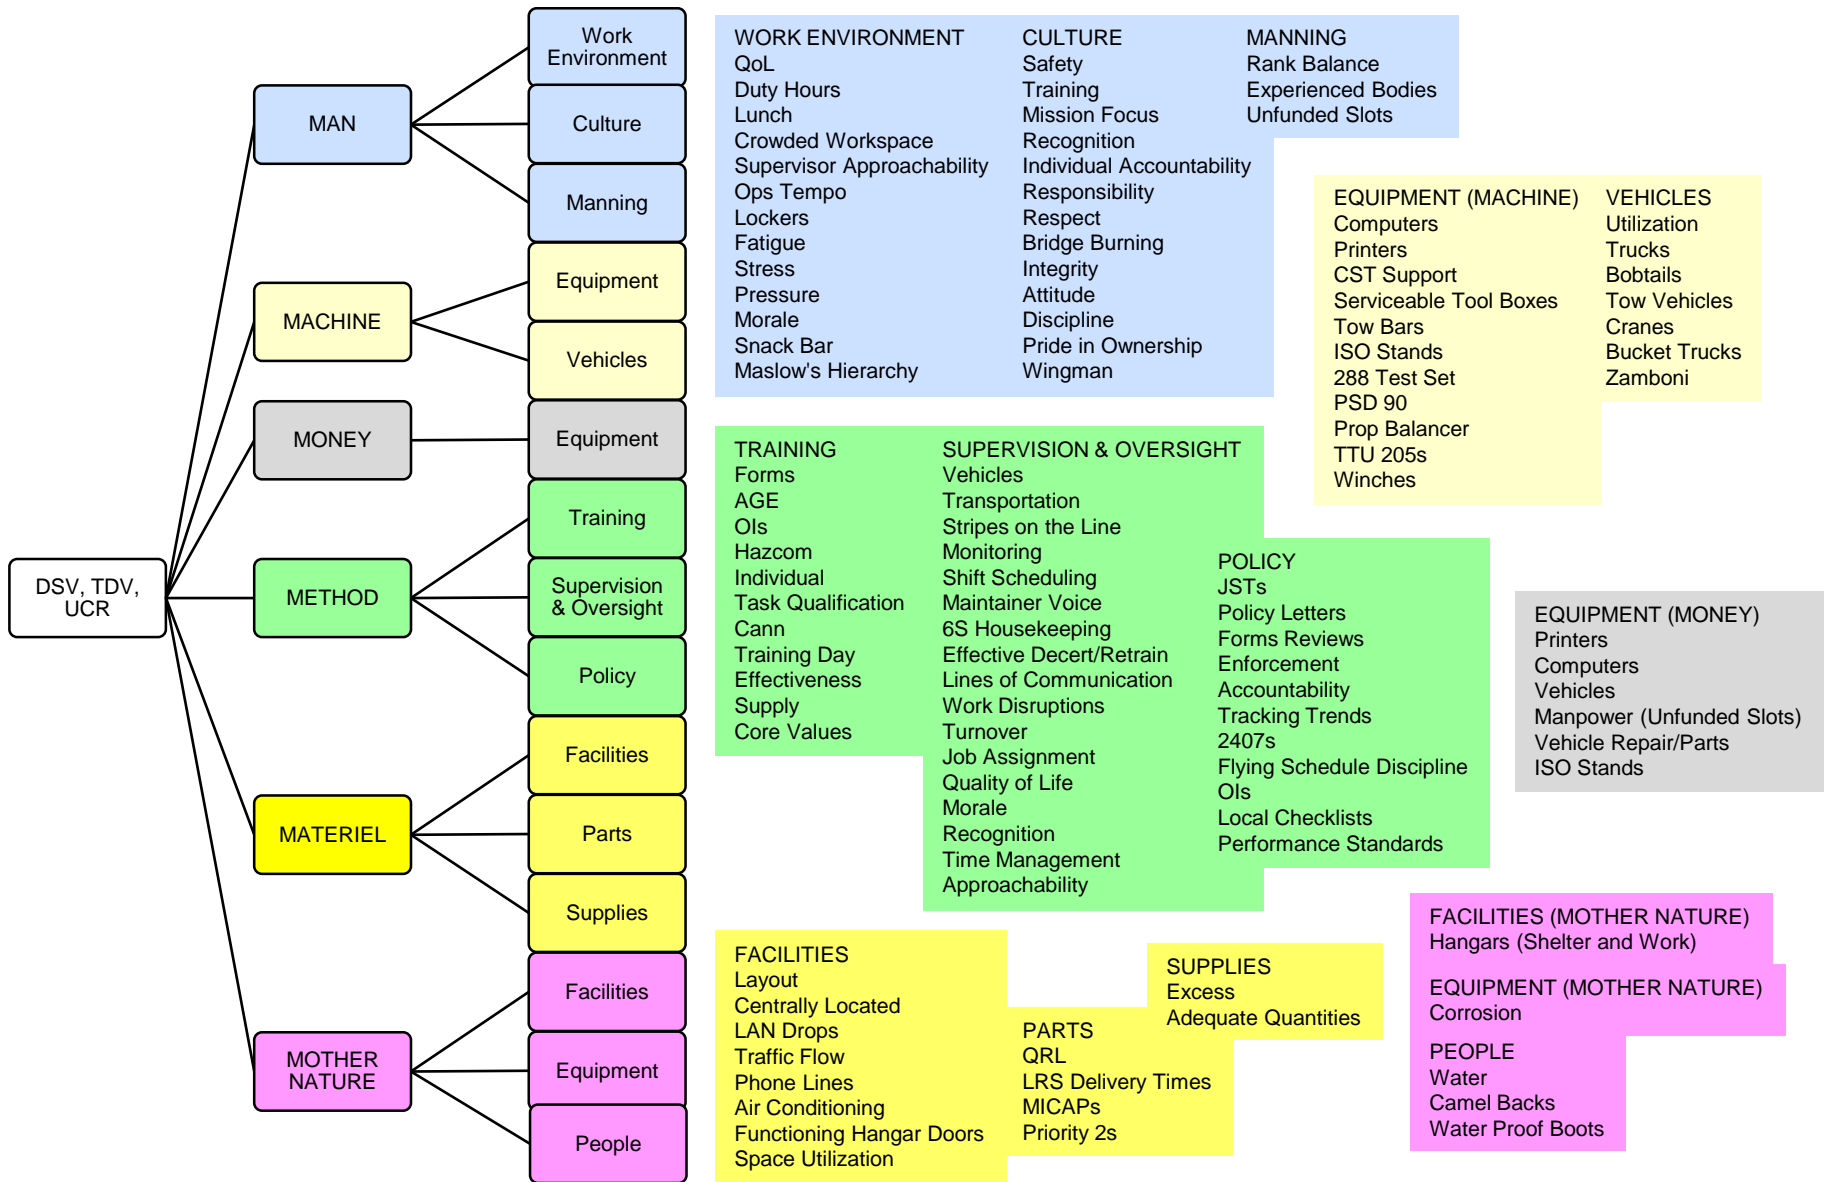 DSV, TDV,
UCR
MAN
MACHINE
MONEY
METHOD
MATERIEL
MOTHER
NATURE
Work
Environment
Culture
Manning
Equipment
Vehicles
Equipment
Training
Supervision
& Oversight
Policy
Facilities
Parts
Supplies
Facilities
Equipment
People
WORK ENVIRONMENT
QoL
Duty Hours
Lunch
Crowded Workspace
Supervisor Approachability
Ops Tempo
Lockers
Fatigue
Stress
Pressure
Morale
Snack Bar
Maslow's Hierarchy
CULTURE
Safety
Training
Mission Focus
Recognition
Individual Accountability
Responsibility
Respect
Bridge Burning
Integrity
Attitude
Discipline
Pride in Ownership
Wingman
MANNING
Rank Balance
Experienced Bodies
Unfunded Slots
EQUIPMENT (MACHINE)
Computers
Printers
CST Support
Serviceable Tool Boxes
Tow Bars
ISO Stands
288 Test Set
PSD 90
Prop Balancer
TTU 205s
Winches
VEHICLES
Utilization
Trucks
Bobtails
Tow Vehicles
Cranes
Bucket Trucks
Zamboni
TRAINING
Forms
AGE
OIs
Hazcom
Individual
Task Qualification
Cann
Training Day
Effectiveness
Supply
Core Values
SUPERVISION & OVERSIGHT
Vehicles
Transportation
Stripes on the Line
Monitoring
Shift Scheduling
Maintainer Voice
6S Housekeeping
Effective Decert/Retrain
Lines of Communication
Work Disruptions
Turnover
Job Assignment
Quality of Life
Morale
Recognition
Time Management
Approachability
POLICY
JSTs
Policy Letters
Forms Reviews
Enforcement
Accountability
Tracking Trends
2407s
Flying Schedule Discipline
OIs
Local Checklists
Performance Standards
EQUIPMENT (MONEY)
Printers
Computers
Vehicles
Manpower (Unfunded Slots)
Vehicle Repair/Parts
ISO Stands
FACILITIES
Layout
Centrally Located
LAN Drops
Traffic Flow
Phone Lines
Air Conditioning
Functioning Hangar Doors
Space Utilization
PARTS
QRL
LRS Delivery Times
MICAPs
Priority 2s
SUPPLIES
Excess
Adequate Quantities
FACILITIES (MOTHER NATURE)
Hangars (Shelter and Work)
EQUIPMENT (MOTHER NATURE)
Corrosion
PEOPLE
Water
Camel Backs
Water Proof Boots